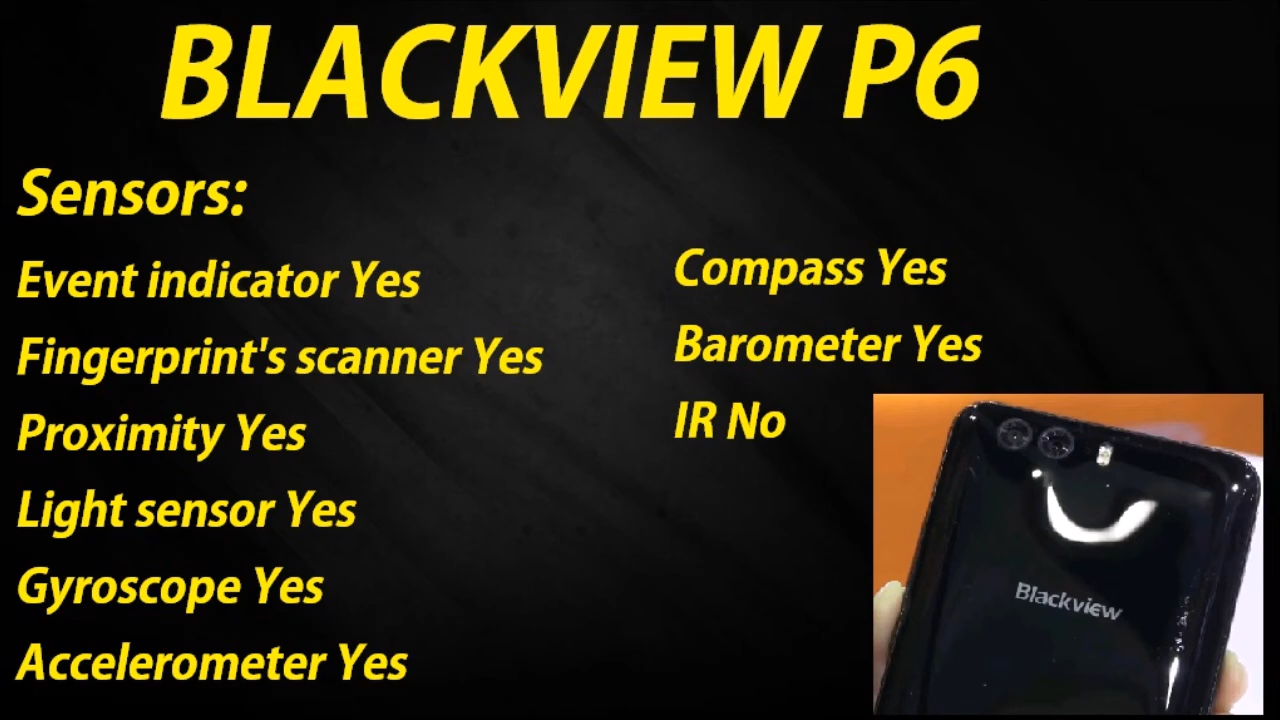 BLACKVIEW P6
Sensors:
Event indicator Yes
Fingerprint's scanner Yes
Proximity Yes
Light sensor Yes
Gyroscope Yes
Accelerometer Yes
Compass Yes
Barometer Yes
IR No
Blackview